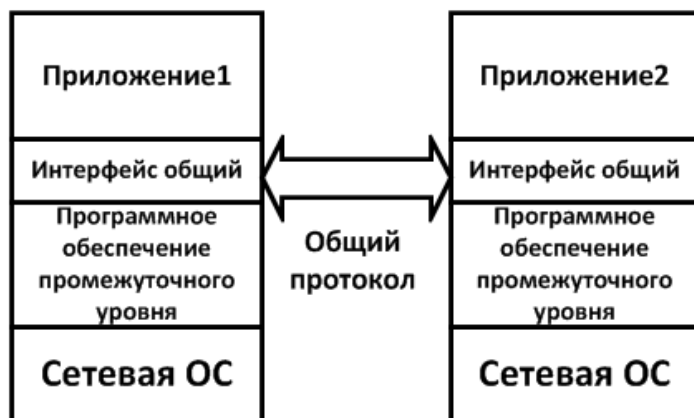 Приложение1
Интерфейс общий
Программное
обеспечение
промежуточного
уровня
Сетевая ОС
Общий
протокол
Приложение2
Интерфейс общий
Программное
обеспечение
промежуточного
уровня
Сетевая ОС